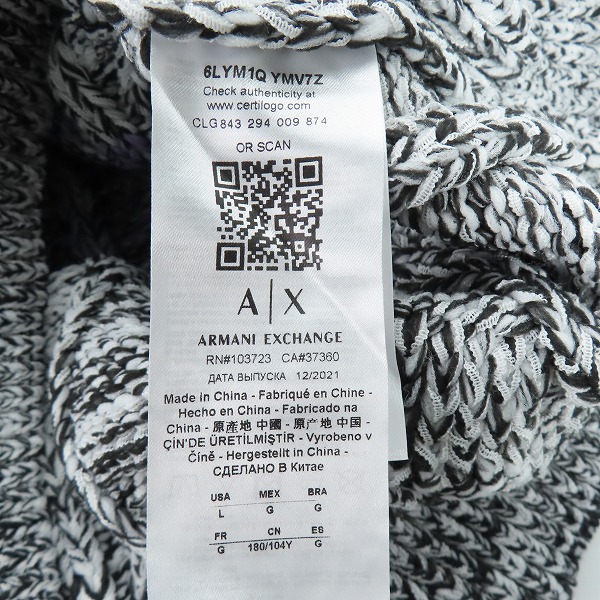 6LYM1Q YMV7Z
Check authenticity at
www.certilogo.com
CLG 843 294 009 874
OR SCAN
A|X
ARMANI EXCHANGE
RN#103723 CA#37360
ДАТА ВЫПУСКА 12/2021
Made in China - Fabriqué en Chine -
Hecho en China - Fabricado na
China - 原產地 中國 - 原产地 中国 -
ÇİN'DE ÜRETİLMİŞTİR - Vyrobeno v
Číně - Hergestellt in China -
СДЕЛАНО В Китае
USA MEX BRA
L G G
FR CN ES
G 180/104Y G